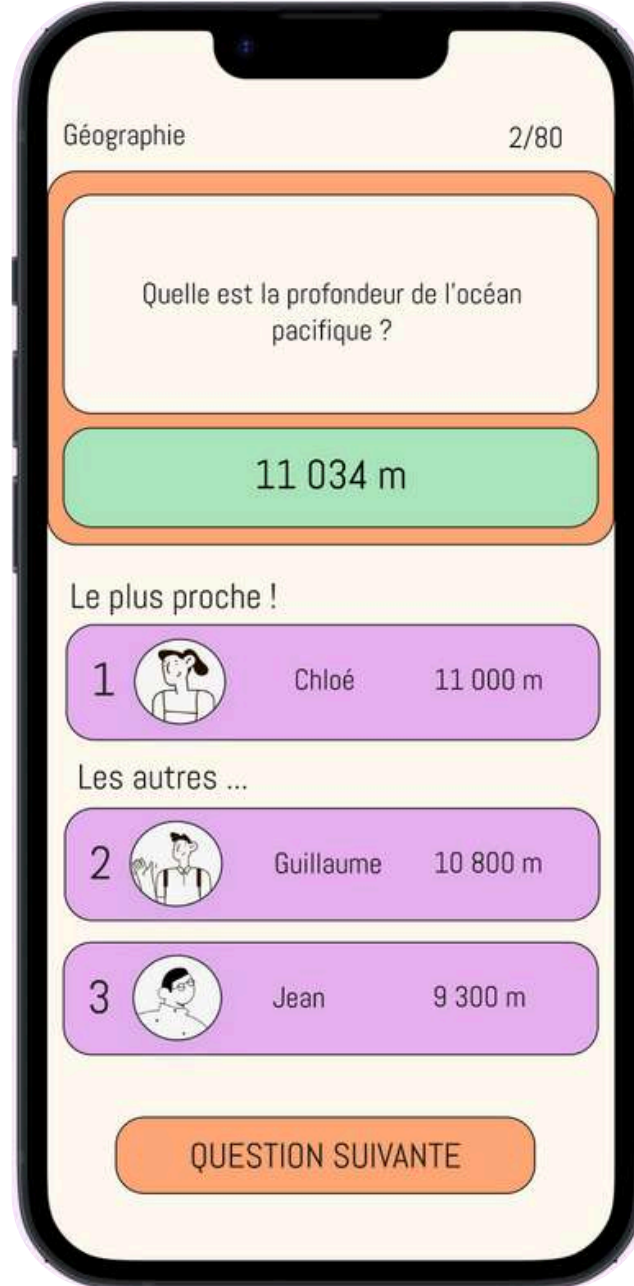 Géographie 2/80
Quelle est la profondeur de l'océan
pacifique ?
11 034 m
Le plus proche !
1 Chloé 11 000 m
Les autres ...
2 Guillaume 10 800 m
3 Jean 9 300 m
QUESTION SUIVANTE